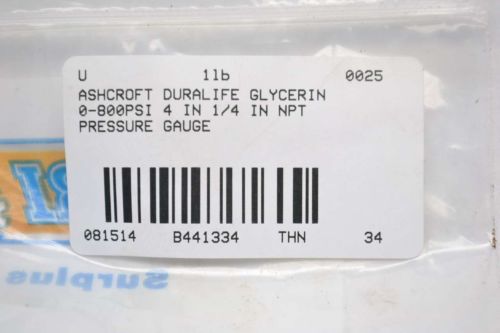 U 1lb 0025
ASHCROFT DURALIFE GLYCERIN
0-800PSI 4 IN 1/4 IN NPT
PRESSURE GAUGE
081514 B441334 THN 34
Surplus